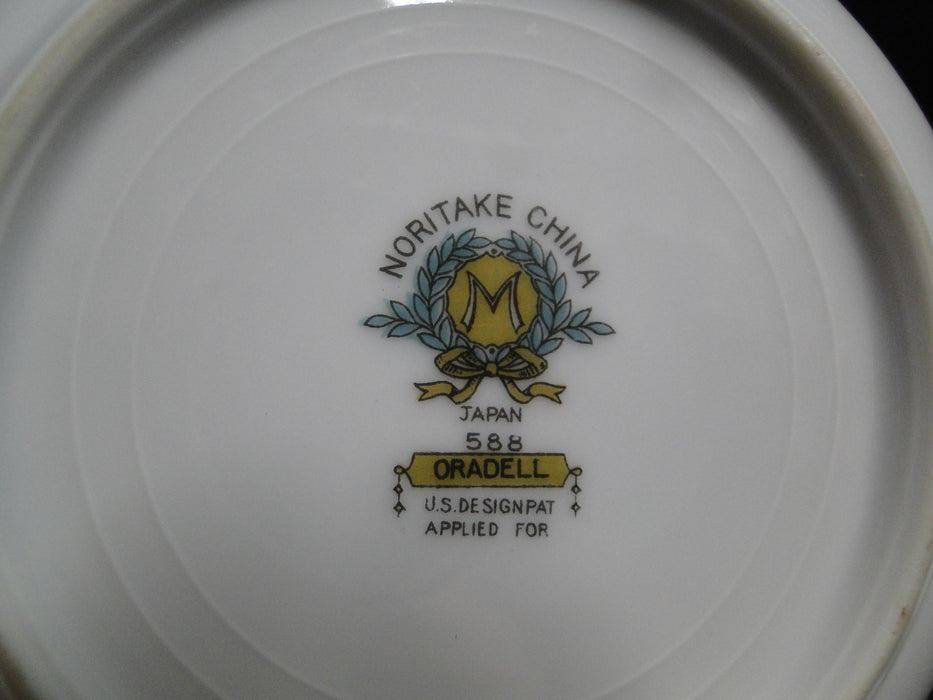 NORITAKE CHINA
M
JAPAN
588
ORADELL
U.S.DESIGNPAT
APPLIED FOR